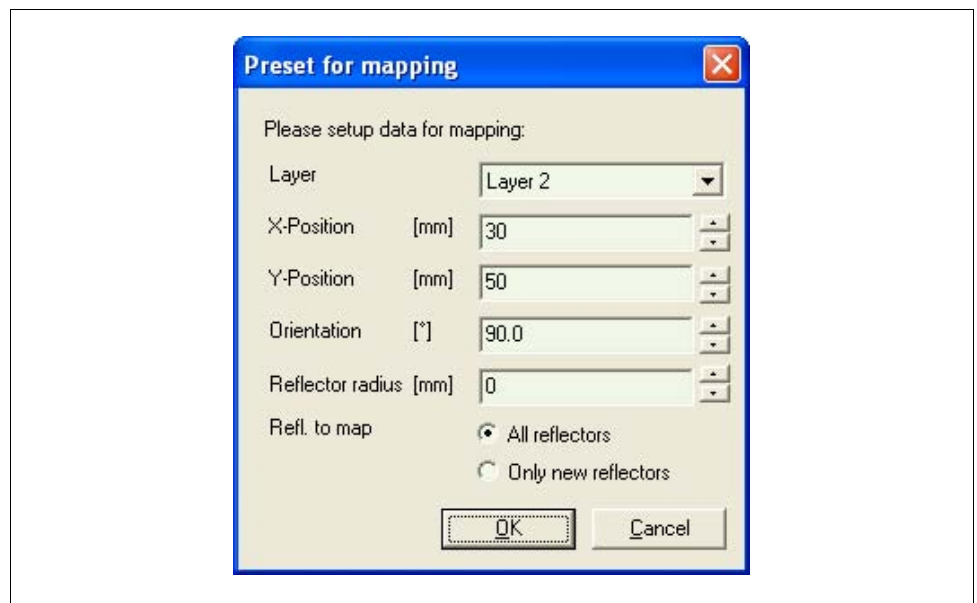 Preset for mapping
Please setup data for mapping:
Layer Layer 2
X-Position [mm] 30
Y-Position [mm] 50
Orientation [°] 90.0
Reflector radius [mm] 0
Refl. to map All reflectors
Only new reflectors
OK Cancel